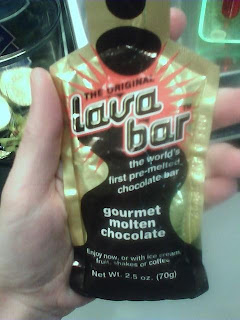 THE ORIGINAL
lava
bar™
the world's
first pre-melted
chocolate bar
gourmet
molten
chocolate
Enjoy now, or with ice cream,
fruit, shakes or coffee
Net Wt. 2.5 oz. (70g)